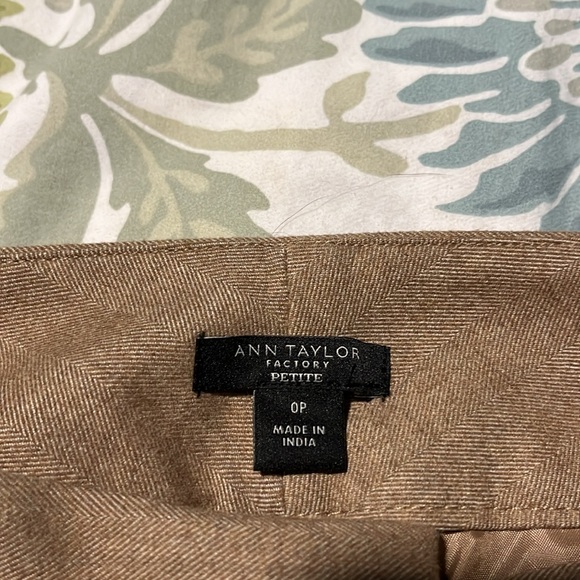 ANN TAYLOR
FACTORY
PETITE
0P
MADE IN
INDIA